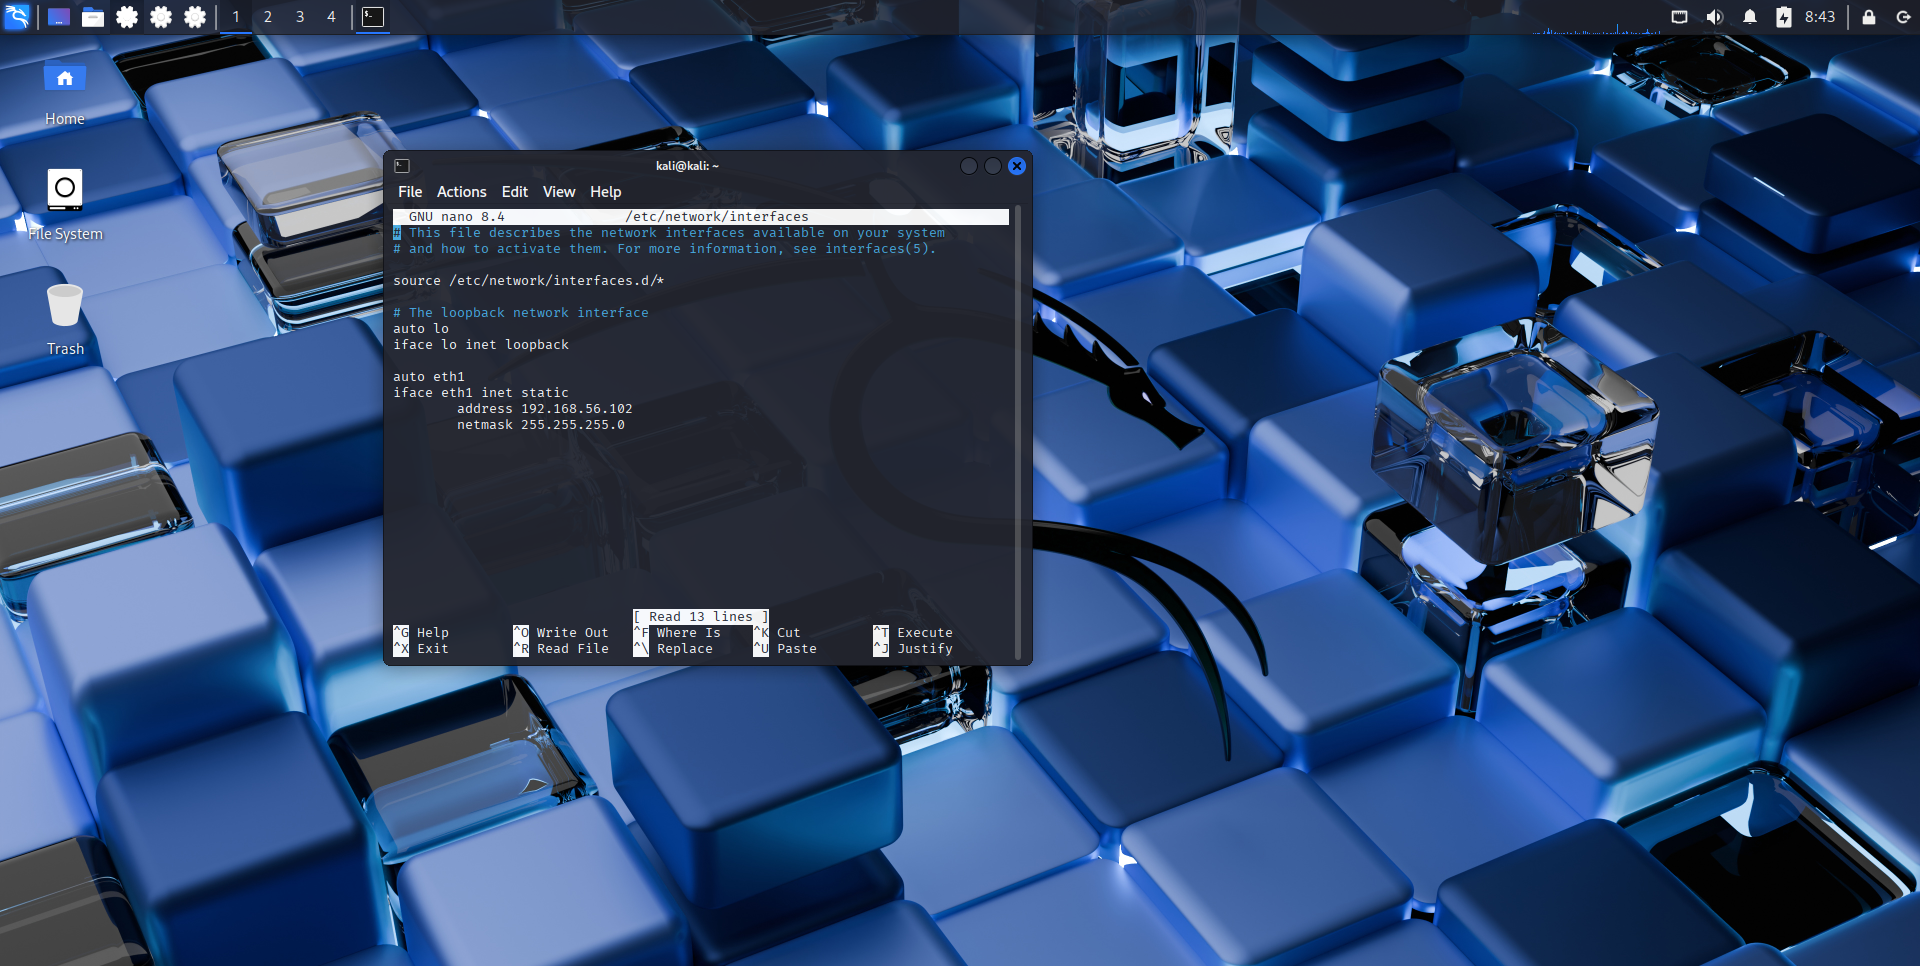 1 2 3 4
8:43
Home
File System
Trash
kali@kali: ~
File Actions Edit View Help
GNU nano 8.4 /etc/network/interfaces
# This file describes the network interfaces available on your system
# and how to activate them. For more information, see interfaces(5).
source /etc/network/interfaces.d/*
# The loopback network interface
auto lo
iface lo inet loopback
auto eth1
iface eth1 inet static
address 192.168.56.102
netmask 255.255.255.0
[ Read 13 lines ]
^G Help ^O Write Out ^F Where Is ^K Cut ^T Execute
^X Exit ^R Read File ^\ Replace ^U Paste ^J Justify